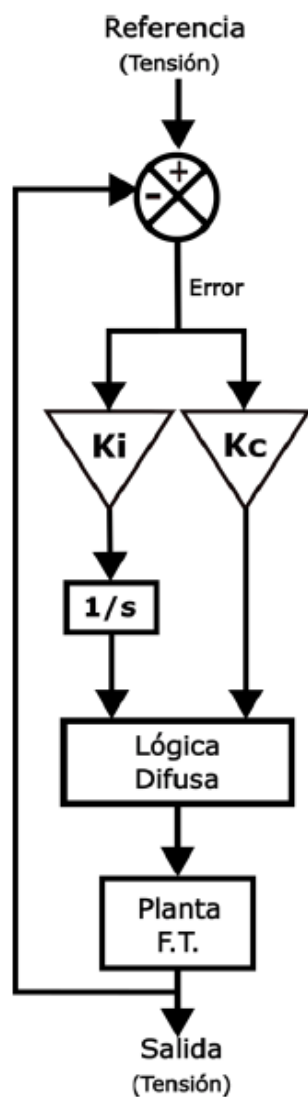 Referencia
(Tensión)
+
-
Error
Ki
Kc
1/s
Lógica
Difusa
Planta
F.T.
Salida
(Tensión)